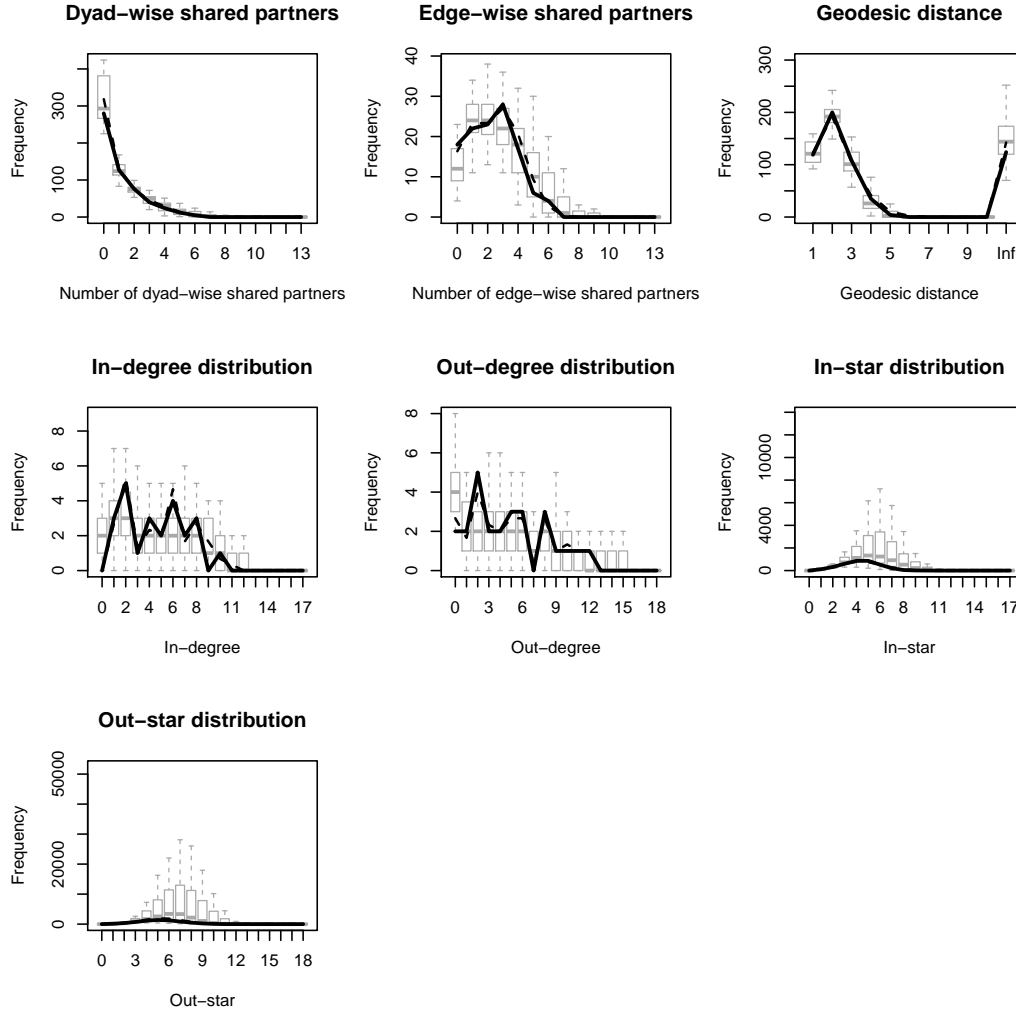 Dyad−wise shared partners
Frequency
0 100 300
0 2 4 6 8 10 13
Number of dyad−wise shared partners
Edge−wise shared partners
Frequency
0 10 20 30 40
0 2 4 6 8 10 13
Number of edge−wise shared partners
Geodesic distance
Frequency
0 100 200 300
1 3 5 7 9 Inf
Geodesic distance
In−degree distribution
Frequency
0 2 4 6 8
0 2 4 6 8 11 14 17
In−degree
Out−degree distribution
Frequency
0 2 4 6 8
0 3 6 9 12 15 18
Out−degree
In−star distribution
Frequency
0 4000 10000
0 2 4 6 8 11 14 17
In−star
Out−star distribution
Frequency
0 20000 50000
0 3 6 9 12 15 18
Out−star